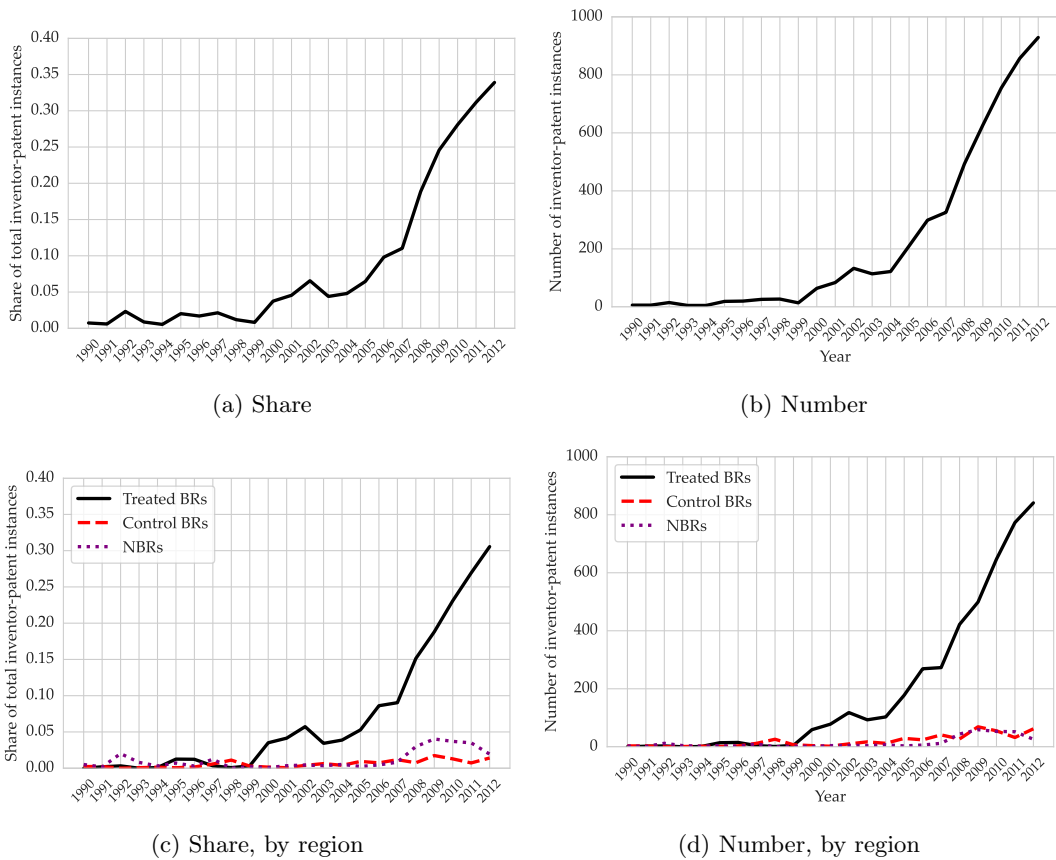 Share of total inventor-patent instances
0.40
0.35
0.30
0.25
0.20
0.15
0.10
0.05
0.00
1990 1991 1992 1993 1994 1995 1996 1997 1998 1999 2000 2001 2002 2003 2004 2005 2006 2007 2008 2009 2010 2011 2012
(a) Share
Number of inventor-patent instances
1000
800
600
400
200
0
1990 1991 1992 1993 1994 1995 1996 1997 1998 1999 2000 2001 2002 2003 2004 2005 2006 2007 2008 2009 2010 2011 2012
Year
(b) Number
Share of total inventor-patent instances
0.40
0.35
0.30
0.25
0.20
0.15
0.10
0.05
0.00
Treated BRs
Control BRs
NBRs
1990 1991 1992 1993 1994 1995 1996 1997 1998 1999 2000 2001 2002 2003 2004 2005 2006 2007 2008 2009 2010 2011 2012
(c) Share, by region
Number of inventor-patent instances
1000
800
600
400
200
0
Treated BRs
Control BRs
NBRs
1990 1991 1992 1993 1994 1995 1996 1997 1998 1999 2000 2001 2002 2003 2004 2005 2006 2007 2008 2009 2010 2011 2012
Year
(d) Number, by region